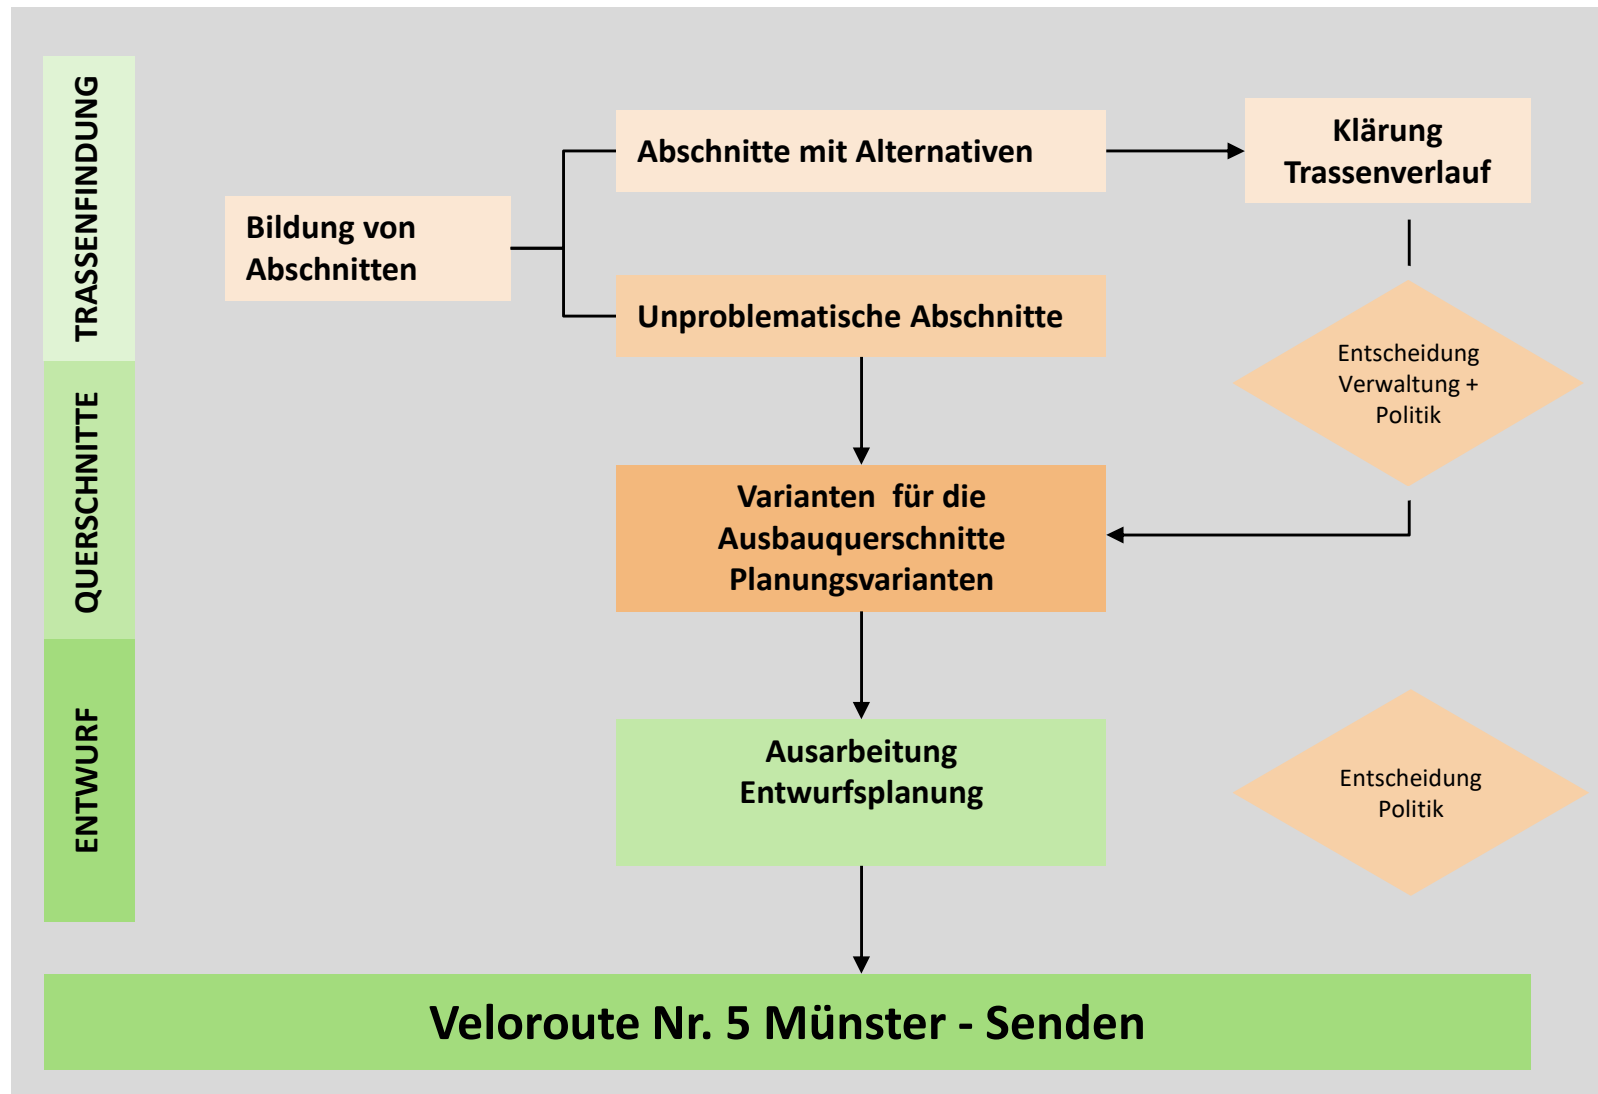 TRASSENFINDUNG
Abschnitte mit Alternativen
Klärung
Trassenverlauf
Bildung von
Abschnitten
Unproblematische Abschnitte
Entscheidung
Verwaltung +
Politik
QUERSCHNITTE
Varianten  für die
Ausbauquerschnitte
Planungsvarianten
ENTWURF
Ausarbeitung
Entwurfsplanung
Entscheidung
Politik
Veloroute Nr. 5 Münster - Senden